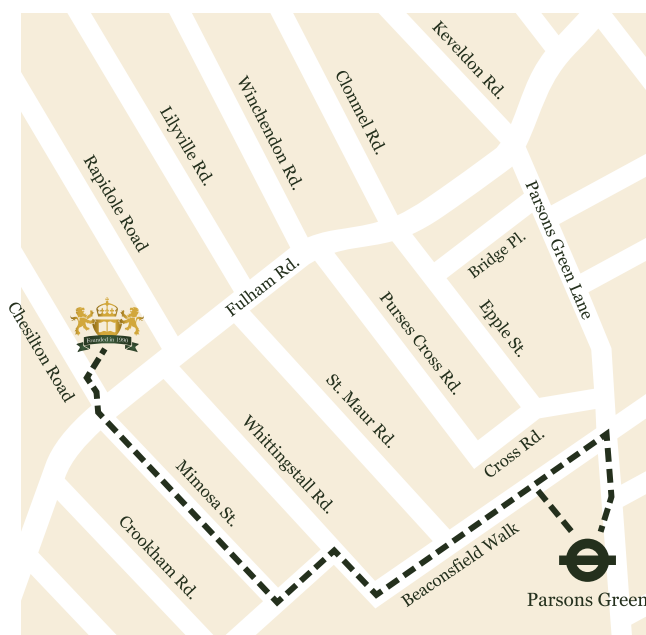 Keveldon Rd.
Clonmel Rd.
Winchendon Rd.
Lilyville Rd.
Rapidole Road
Parsons Green Lane
Bridge Pl.
Fulham Rd.
Epple St.
Purses Cross Rd.
Chesilton Road
Founded in 1990
St. Maur Rd.
Whittingstall Rd.
Cross Rd.
Mimosa St.
Crookham Rd.
Beaconsfield Walk
Parsons Green